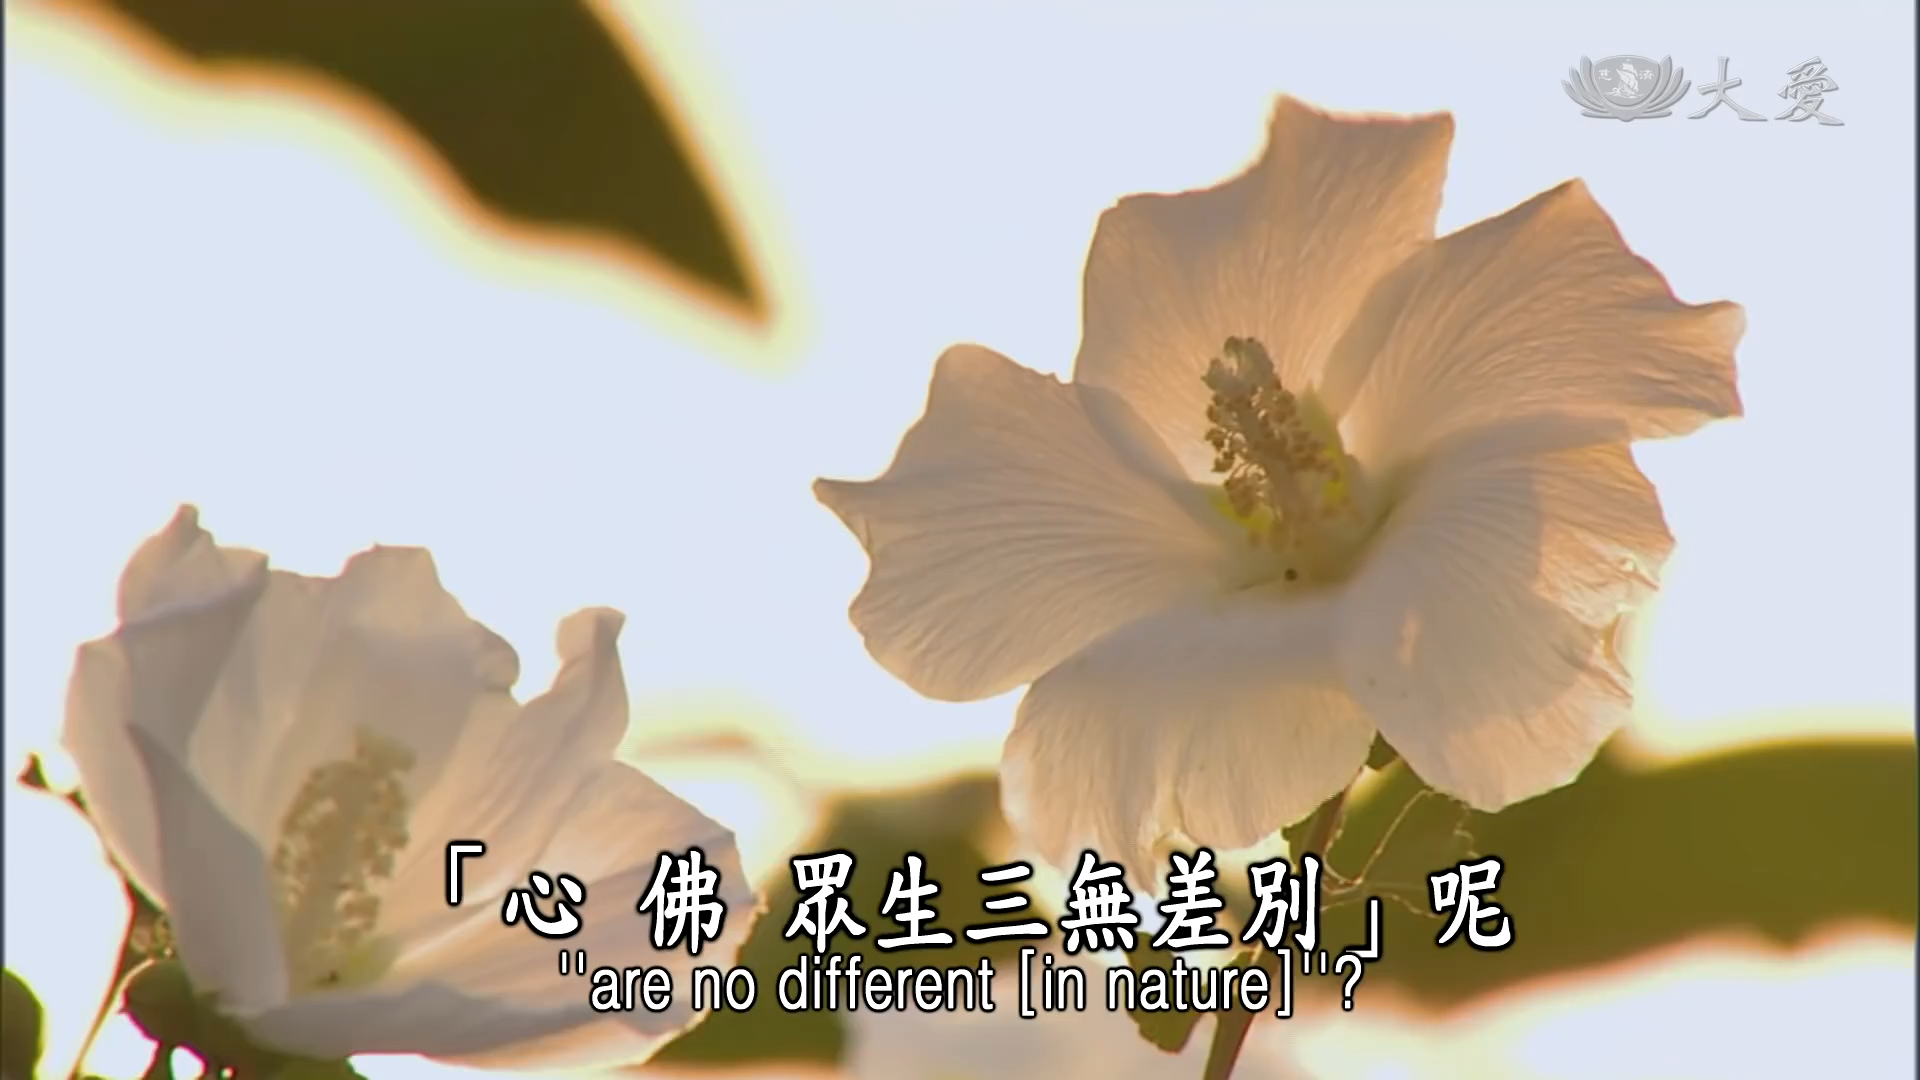 大愛
「心 佛 眾生三無差別」呢
"are no different [in nature]"?